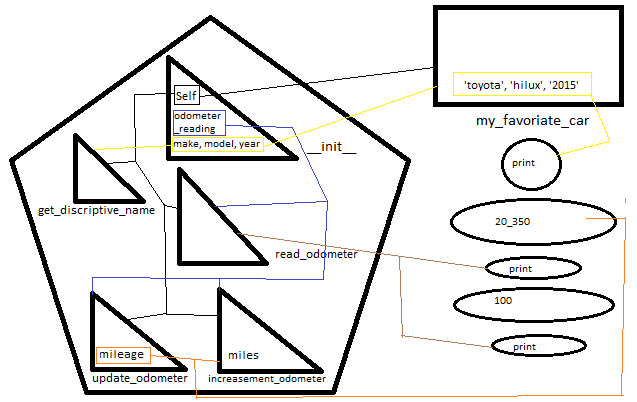 Self
odometer
_reading
make, model, year
__init__
get_discriptive_name
read_odometer
mileage
update_odometer
miles
increasement_odometer
'toyota', 'hilux', '2015'
my_favoriate_car
print
20_350
print
100
print